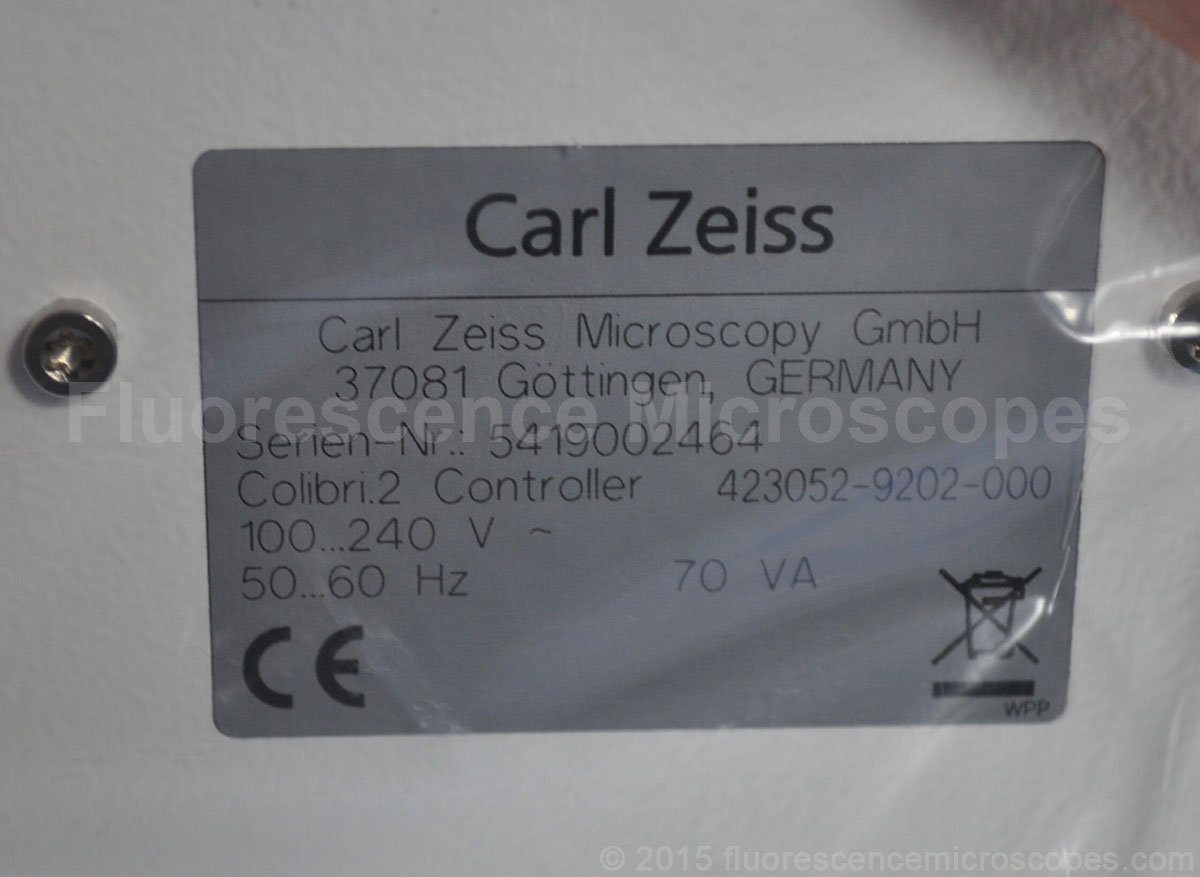 Carl Zeiss
Carl Zeiss Microscopy GmbH
37081 Göttingen, GERMANY
Fluorescence Microscopes
Serien-Nr.: 5419002464
Colibri.2 Controller 423052-9202-000
100...240 V ~
50...60 Hz 70 VA
CE
WPP
© 2015 fluorescencemicroscopes.com